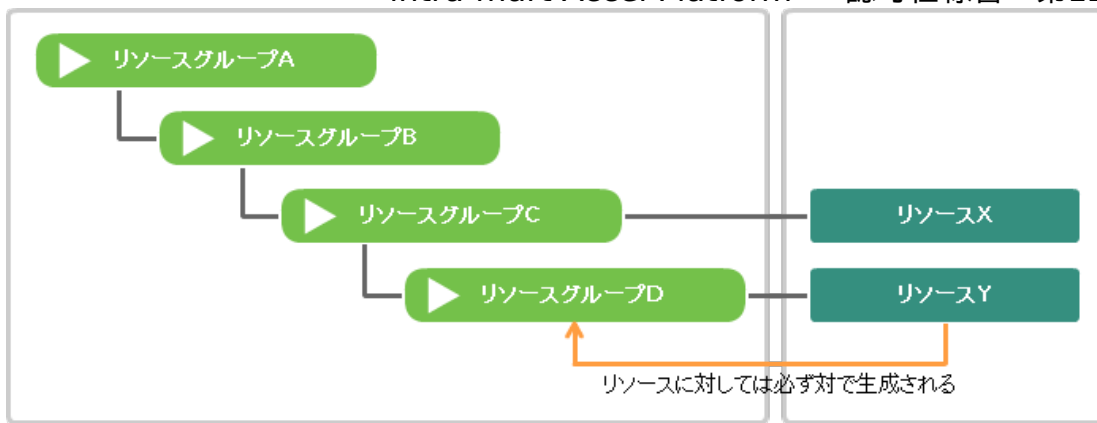 リソースグループA
リソースグループB
リソースグループC
リソースX
リソースグループD
リソースY
リソースに対しては必ず対で生成される